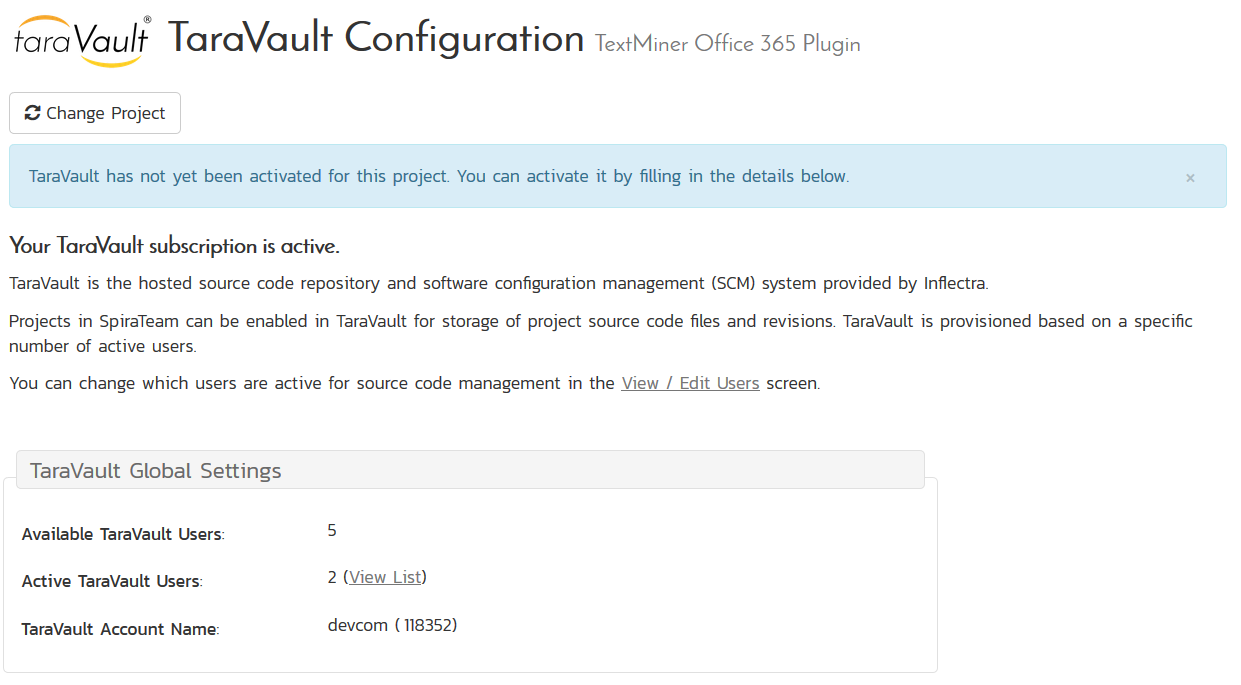 taraVault®
TaraVault Configuration TextMiner Office 365 Plugin
Change Project
TaraVault has not yet been activated for this project. You can activate it by filling in the details below.
×
Your TaraVault subscription is active.
TaraVault is the hosted source code repository and software configuration management (SCM) system provided by Inflectra.
Projects in SpiraTeam can be enabled in TaraVault for storage of project source code files and revisions. TaraVault is provisioned based on a specific
number of active users.
You can change which users are active for source code management in the View / Edit Users screen.
TaraVault Global Settings
Available TaraVault Users: 5
Active TaraVault Users: 2 (View List)
TaraVault Account Name: devcom (118352)